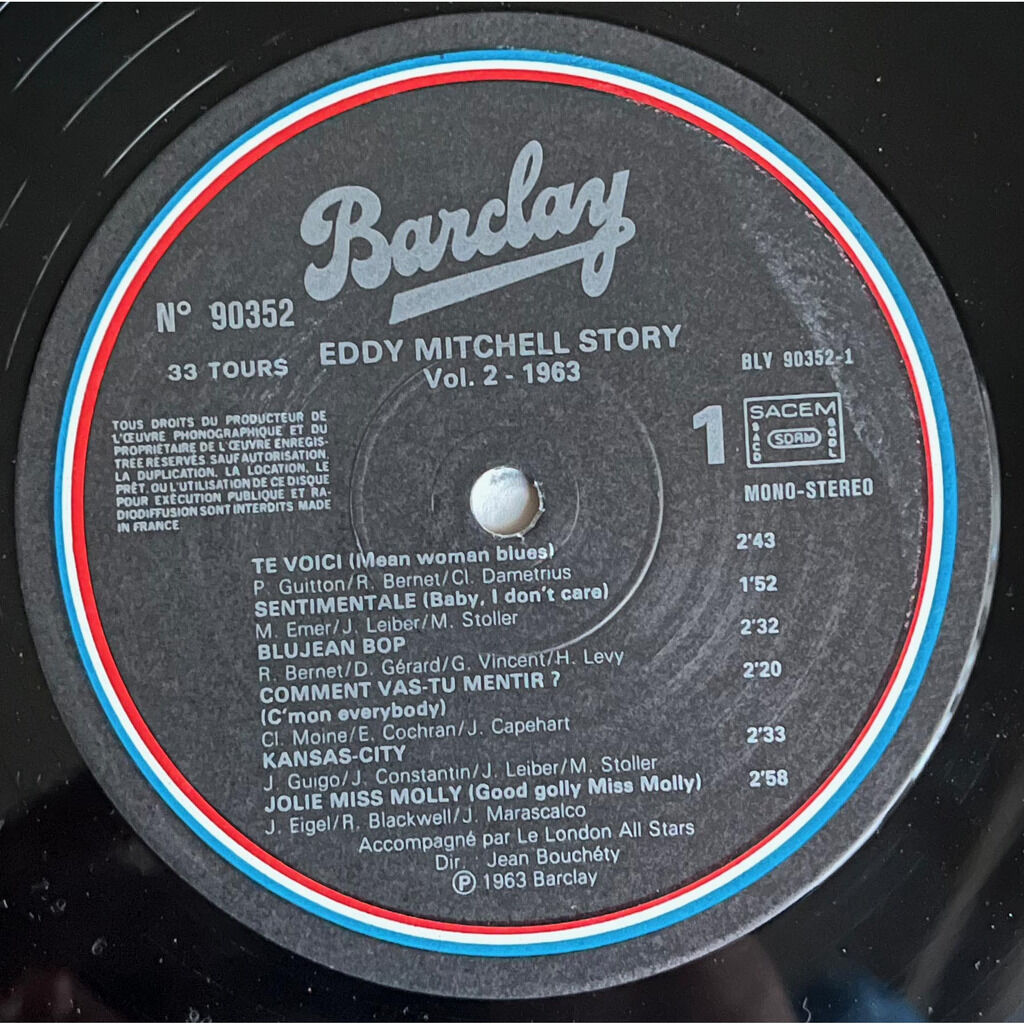 Barclay
N° 90352
EDDY MITCHELL STORY
33 TOURS
Vol. 2 - 1963
BLY 90352-1
TOUS DROITS DU PRODUCTEUR DE
L'ŒUVRE PHONOGRAPHIQUE ET DU
PROPRIÉTAIRE DE L'ŒUVRE ENREGIS-
TRÉE RÉSERVÉS. SAUF AUTORISATION,
LA DUPLICATION, LA LOCATION, LE
PRÊT, OU L'UTILISATION DE CE DISQUE
POUR EXÉCUTION PUBLIQUE ET RA-
DIODIFFUSION SONT INTERDITS MADE
IN FRANCE
1
SACEM
SACD
SDRM
SGDL
MONO-STEREO
TE VOICI (Mean woman blues) 2'43
P. Guitton/R. Bernet/Cl. Dametrius
SENTIMENTALE (Baby, I don't care) 1'52
M. Emer/J. Leiber/M. Stoller
BLUJEAN BOP 2'32
R. Bernet/D. Gérard/G. Vincent/H. Levy
COMMENT VAS-TU MENTIR ? 2'20
(C'mon everybody)
Cl. Moine/E. Cochran/J. Capehart
KANSAS-CITY 2'33
J. Guigo/J. Constantin/J. Leiber/M. Stoller
JOLIE MISS MOLLY (Good golly Miss Molly) 2'58
J. Eigel/R. Blackwell/J. Marascalco
Accompagné par Le London All Stars
Dir. Jean Bouchéty
℗ 1963 Barclay